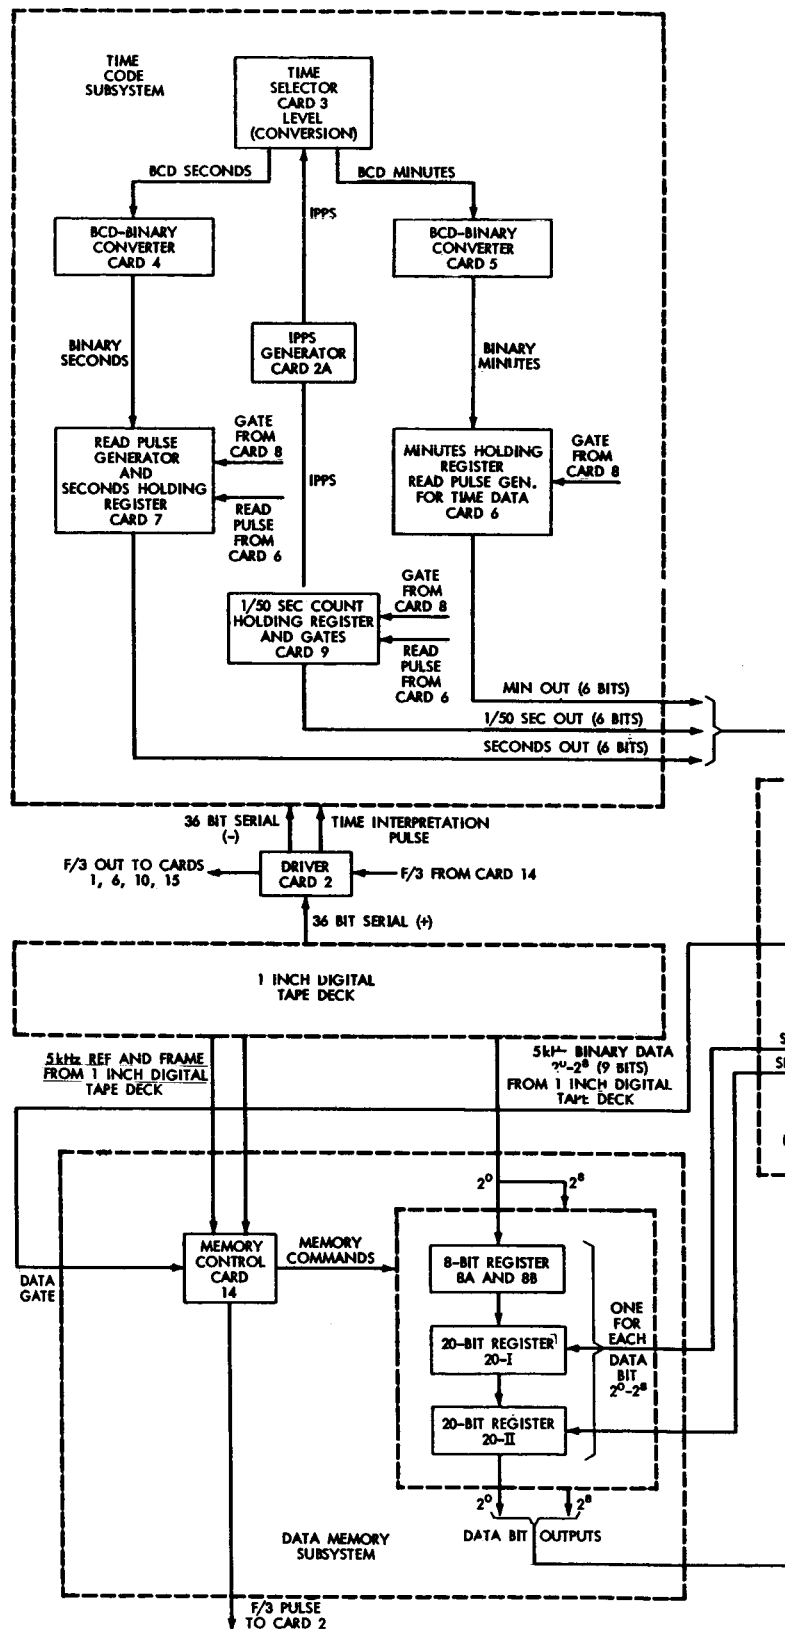 TIME
CODE
SUBSYSTEM
TIME
SELECTOR
CARD 3
LEVEL
(CONVERSION)
BCD SECONDS
BCD MINUTES
IPPS
BCD-BINARY
CONVERTER
CARD 4
BCD-BINARY
CONVERTER
CARD 5
IPPS
GENERATOR
CARD 2A
BINARY
SECONDS
BINARY
MINUTES
READ PULSE
GENERATOR
AND
SECONDS HOLDING
REGISTER
CARD 7
GATE
FROM
CARD 8
READ
PULSE
FROM
CARD 6
IPPS
MINUTES HOLDING
REGISTER
READ PULSE GEN.
FOR TIME DATA
CARD 6
GATE
FROM
CARD 8
1/50 SEC COUNT
HOLDING REGISTER
AND GATES
CARD 9
GATE
FROM
CARD 8
READ
PULSE
FROM
CARD 6
MIN OUT (6 BITS)
1/50 SEC OUT (6 BITS)
SECONDS OUT (6 BITS)
36 BIT SERIAL
(-)
TIME INTERPRETATION
PULSE
F/3 OUT TO CARDS
1, 6, 10, 15
DRIVER
CARD 2
F/3 FROM CARD 14
36 BIT SERIAL (+)
1 INCH DIGITAL
TAPE DECK
5kHz REF AND FRAME
FROM 1 INCH DIGITAL
TAPE DECK
BINARY DATA
(9 BITS)
FROM 1 INCH DIGITAL
TAPE DECK
2⁰
2⁸
MEMORY
CONTROL
CARD
14
MEMORY
COMMANDS
DATA
GATE
8-BIT REGISTER
8A AND 8B
20-BIT REGISTER
20-I
20-BIT REGISTER
20-II
ONE
FOR
EACH
DATA
BIT
2⁰-2⁸
2⁰
2⁸
DATA BIT OUTPUTS
DATA MEMORY
SUBSYSTEM
F/3 PULSE
TO CARD 2